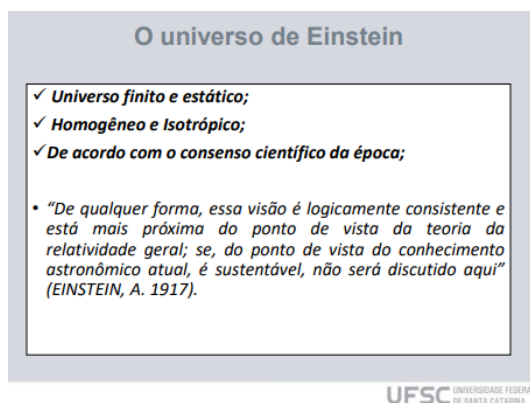 O universo de Einstein
✓ Universo finito e estático;
✓ Homogêneo e Isotrópico;
✓ De acordo com o consenso científico da época;
• “De qualquer forma, essa visão é logicamente consistente e
está mais próxima do ponto de vista da teoria da
relatividade geral; se, do ponto de vista do conhecimento
astronômico atual, é sustentável, não será discutido aqui”
(EINSTEIN, A. 1917).
UFSC UNIVERSIDADE FEDERA
DE SANTA CATARINA